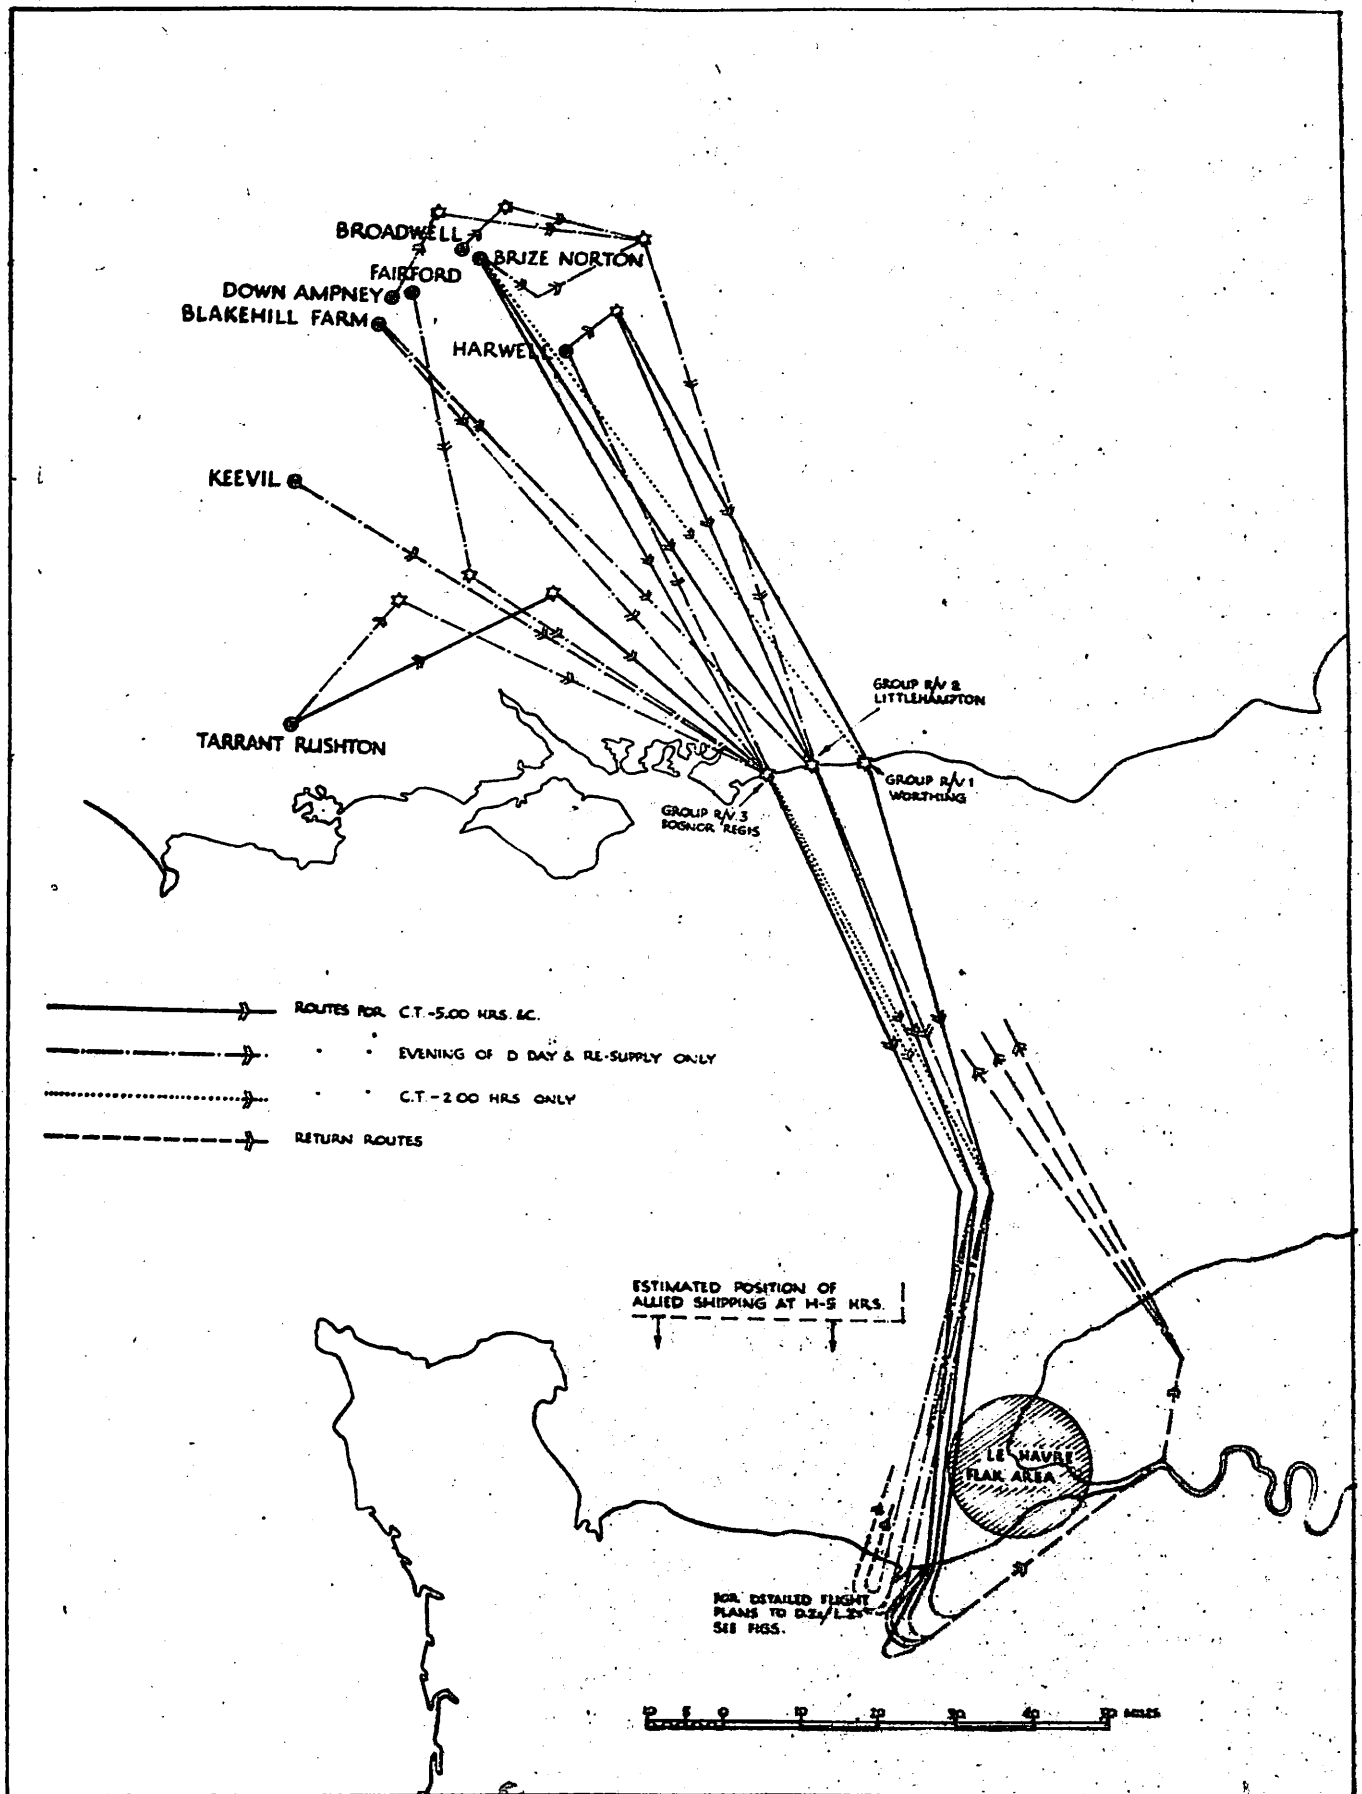 BROADWELL
BRIZE NORTON
FAIRFORD
DOWN AMPNEY
BLAKEHILL FARM
HARWELL
KEEVIL
TARRANT RUSHTON
GROUP R/V 2
LITTLEHAMPTON
GROUP R/V 1
WORTHING
GROUP R/V. 3
BOGNOR REGIS
ROUTES FOR C.T.-5.00 HRS. &C.
" " EVENING OF D DAY & RE-SUPPLY ONLY
" " C.T.-2.00 HRS ONLY
RETURN ROUTES
ESTIMATED POSITION OF
ALLIED SHIPPING AT H-5 HRS.
LE HAVRE
FLAK AREA
FOR DETAILED FLIGHT
PLANS TO D.Zs/L.Zs
SEE FIGS.
10 5 0 10 20 30 40 50 MILES